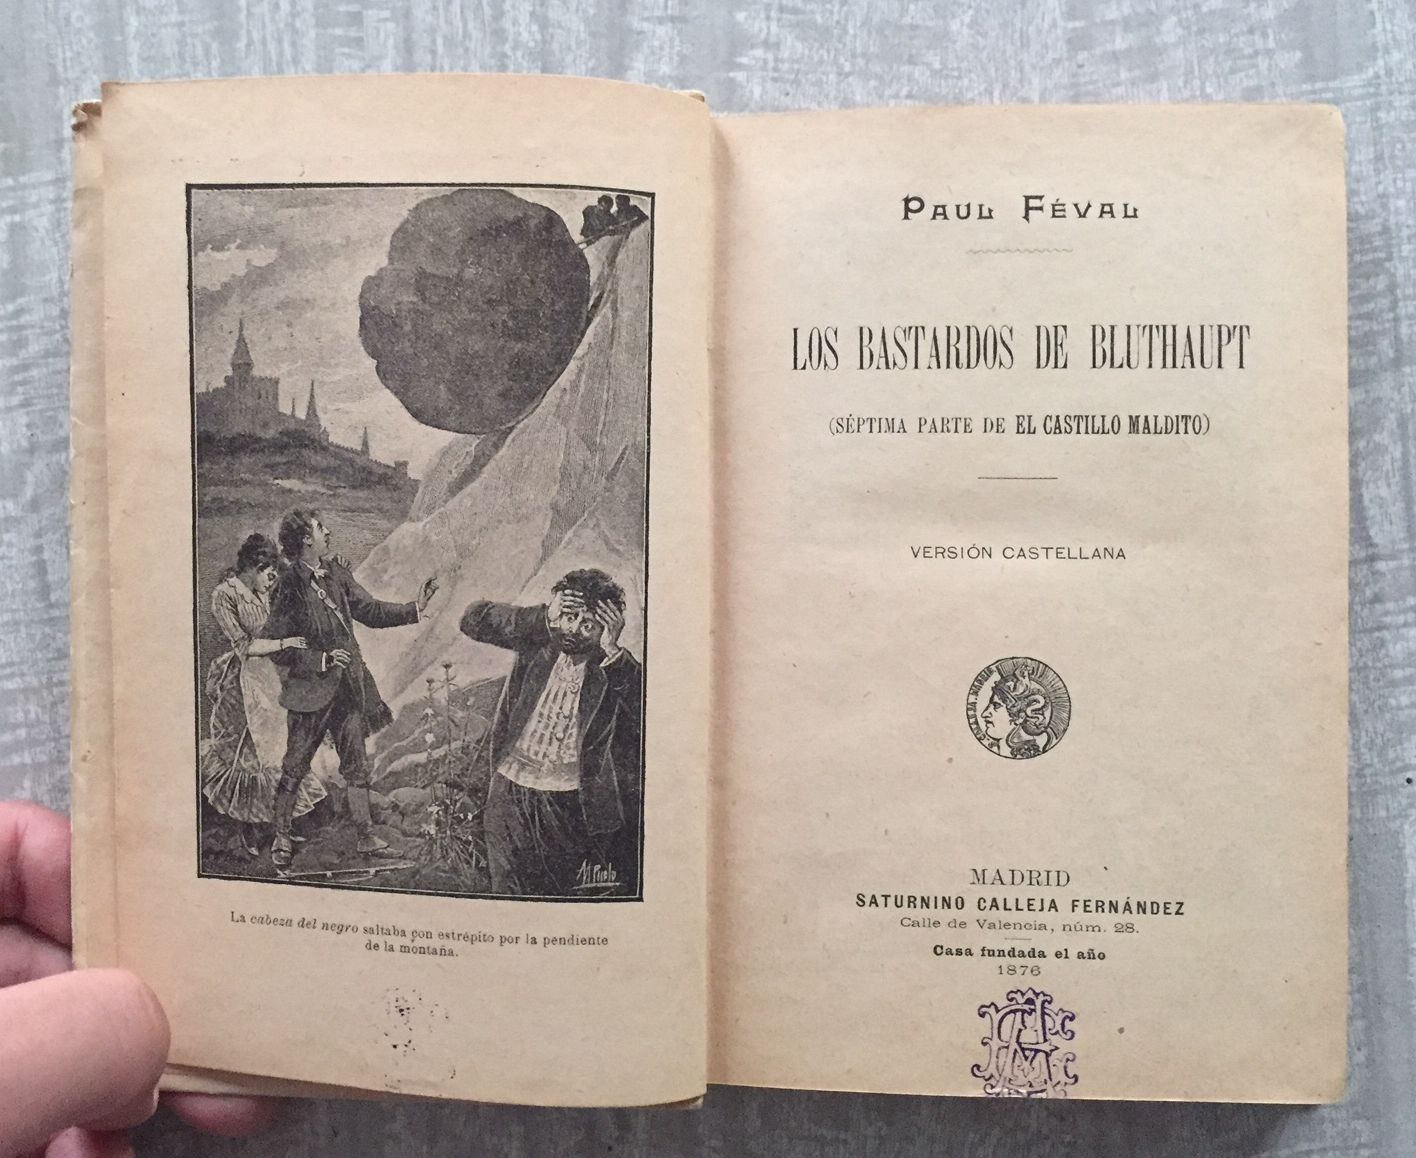 La cabeza del negro saltaba con estrépito por la pendiente
de la montaña.
PAUL FÉVAL
LOS BASTARDOS DE BLUTHAUPT
(SÉPTIMA PARTE DE EL CASTILLO MALDITO)
VERSIÓN CASTELLANA
MADRID
SATURNINO CALLEJA FERNÁNDEZ
Calle de Valencia, núm. 28.
Casa fundada el año
1876